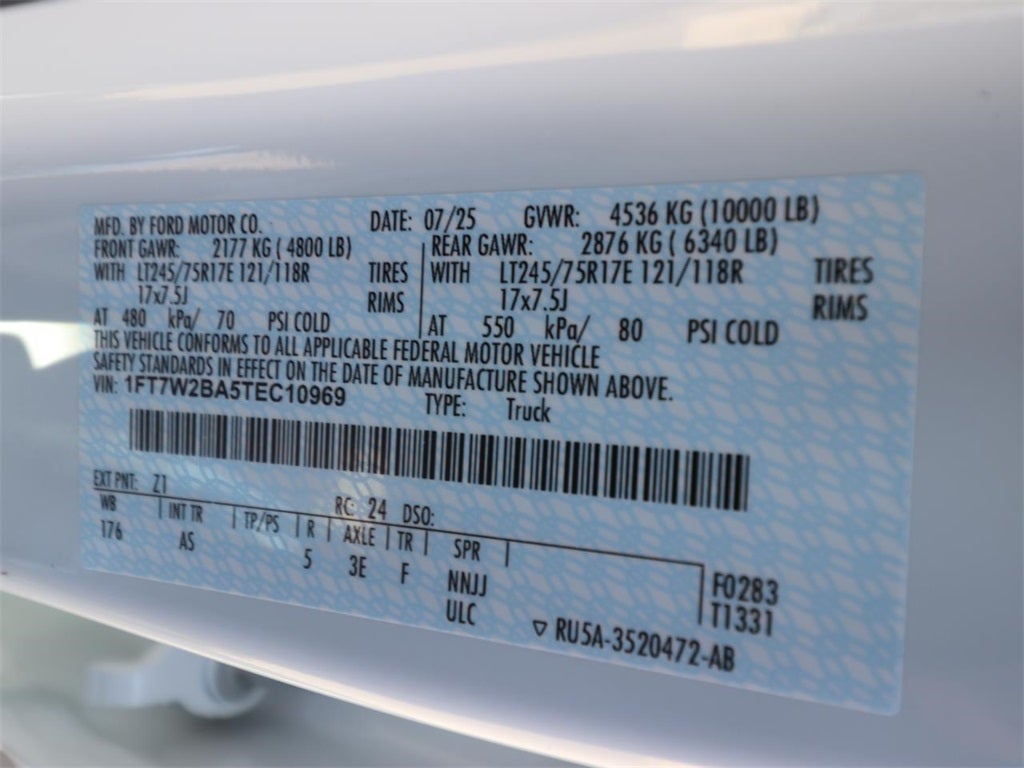 MFD. BY FORD MOTOR CO. DATE: 07/25 GVWR: 4536 KG (10000 LB)
FRONT GAWR: 2177 KG ( 4800 LB) REAR GAWR: 2876 KG ( 6340 LB)
WITH LT245/75R17E 121/118R TIRES WITH LT245/75R17E 121/118R TIRES
17x7.5J RIMS 17x7.5J RIMS
AT 480 kPa/ 70 PSI COLD AT 550 kPa/ 80 PSI COLD
THIS VEHICLE CONFORMS TO ALL APPLICABLE FEDERAL MOTOR VEHICLE
SAFETY STANDARDS IN EFFECT ON THE DATE OF MANUFACTURE SHOWN ABOVE.
VIN: 1FT7W2BA5TEC10969 TYPE: Truck
EXT PNT: Z1 RC: 24 DSO:
WB INT TR TP/PS R AXLE TR SPR
176 AS 5 3E F NNJJ F0283
ULC T1331
▽ RU5A-3520472-AB